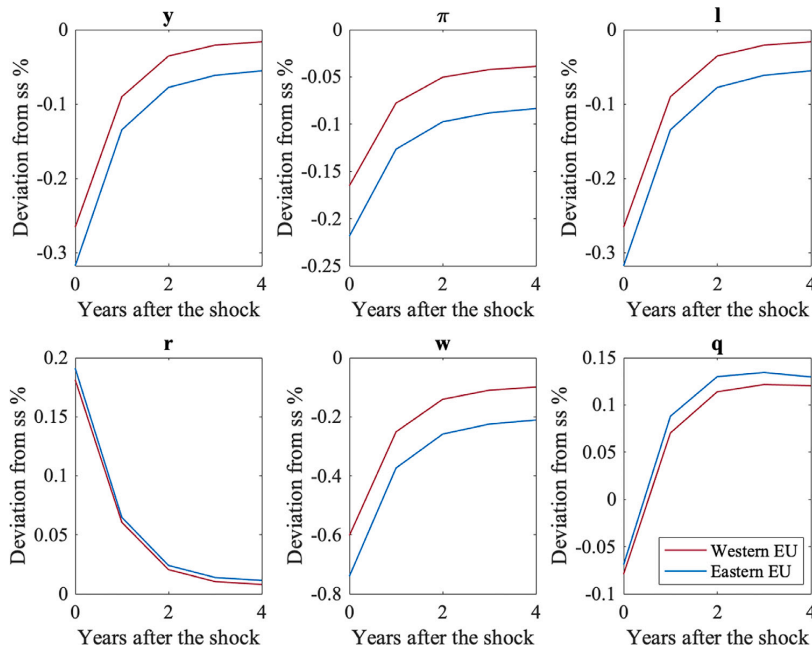 y
π
l
Deviation from ss %
0
-0.1
-0.2
-0.3
0 2 4
Years after the shock
Deviation from ss %
0
-0.05
-0.1
-0.15
-0.2
-0.25
0 2 4
Years after the shock
Deviation from ss %
0
-0.1
-0.2
-0.3
0 2 4
Years after the shock
r
w
q
Deviation from ss %
0.2
0.15
0.1
0.05
0
0 2 4
Years after the shock
Deviation from ss %
0
-0.2
-0.4
-0.6
-0.8
0 2 4
Years after the shock
Deviation from ss %
0.15
0.1
0.05
0
-0.05
-0.1
0 2 4
Years after the shock
Western EU
Eastern EU